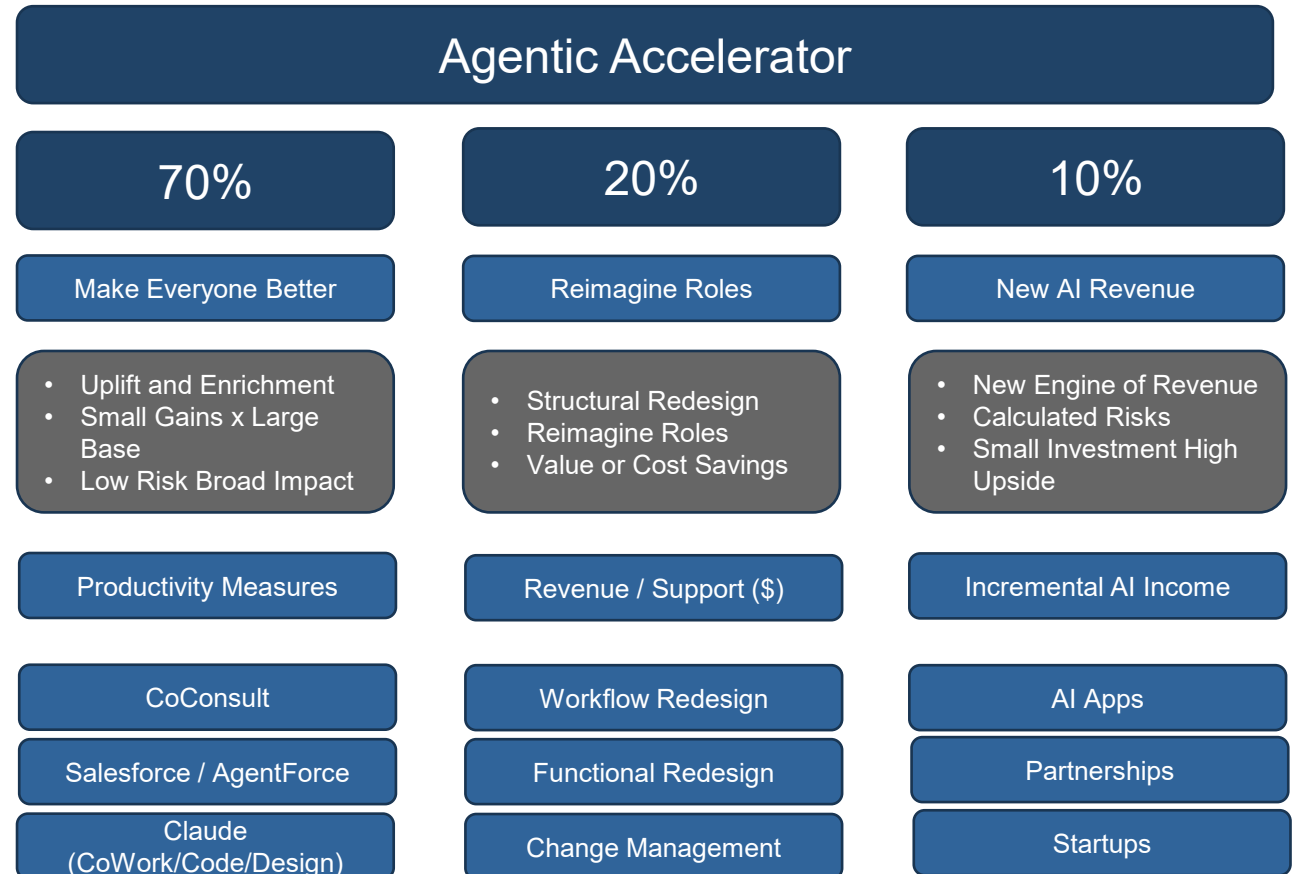 Agentic Accelerator
70%
20%
10%
Make Everyone Better
Reimagine Roles
New AI Revenue
• Uplift and Enrichment
• Small Gains x Large
Base
• Low Risk Broad Impact
• Structural Redesign
• Reimagine Roles
• Value or Cost Savings
• New Engine of Revenue
• Calculated Risks
• Small Investment High
Upside
Productivity Measures
Revenue / Support ($)
Incremental AI Income
CoConsult
Workflow Redesign
AI Apps
Salesforce / AgentForce
Functional Redesign
Partnerships
Claude
(CoWork/Code/Design)
Change Management
Startups